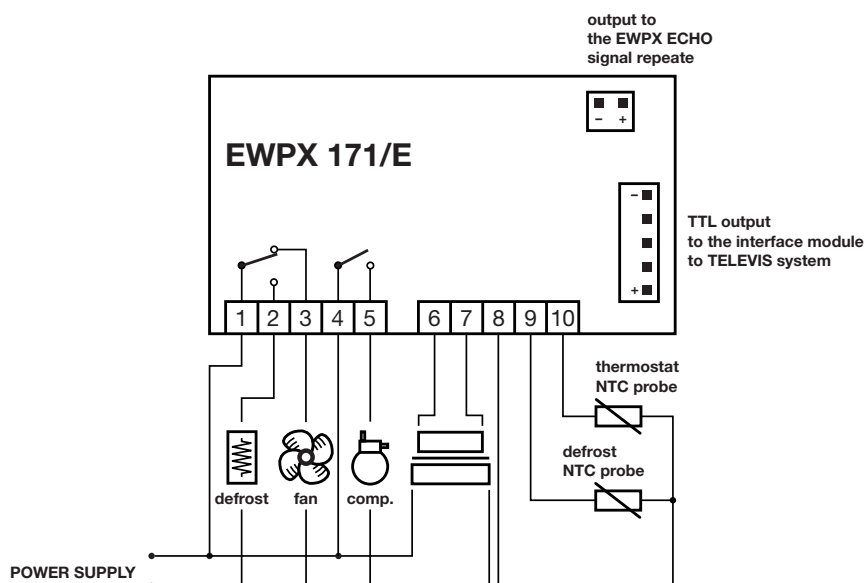 output to
the EWPX ECHO
signal repeate
− +
EWPX 171/E
−
TTL output
to the interface module
to TELEVIS system
+
1 2 3 4 5 6 7 8 9 10
thermostat
NTC probe
defrost
NTC probe
defrost fan comp.
POWER SUPPLY